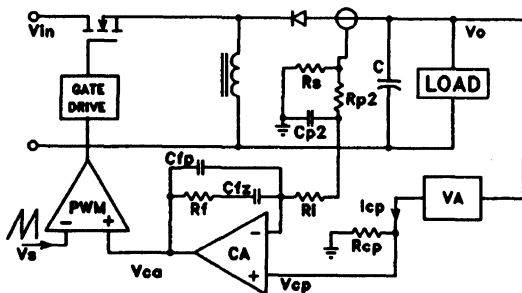 Vin
Vo
GATE
DRIVE
Rs
Rp2
C
LOAD
Cp2
Cfp
Rf
Cfz
Ri
Icp
VA
PWM
CA
Rcp
Vs
Vca
Vcp